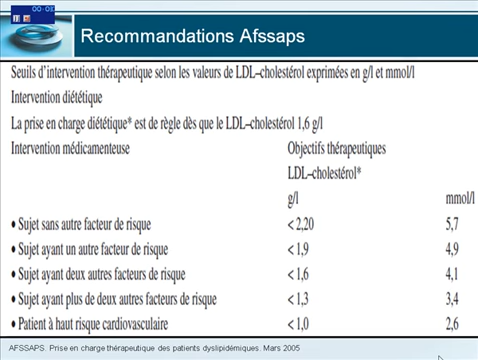 Recommandations Afssaps
Seuils d'intervention thérapeutique selon les valeurs de LDL–cholestérol exprimées en g/l et mmol/l
Intervention diététique
La prise en charge diététique* est de règle dès que le LDL–cholestérol 1,6 g/l
Intervention médicamenteuse Objectifs thérapeutiques
LDL–cholestérol*
g/l mmol/l
• Sujet sans autre facteur de risque < 2,20 5,7
• Sujet ayant un autre facteur de risque < 1,9 4,9
• Sujet ayant deux autres facteurs de risque < 1,6 4,1
• Sujet ayant plus de deux autres facteurs de risque < 1,3 3,4
• Patient à haut risque cardiovasculaire < 1,0 2,6
AFSSAPS. Prise en charge thérapeutique des patients dyslipidémiques. Mars 2005